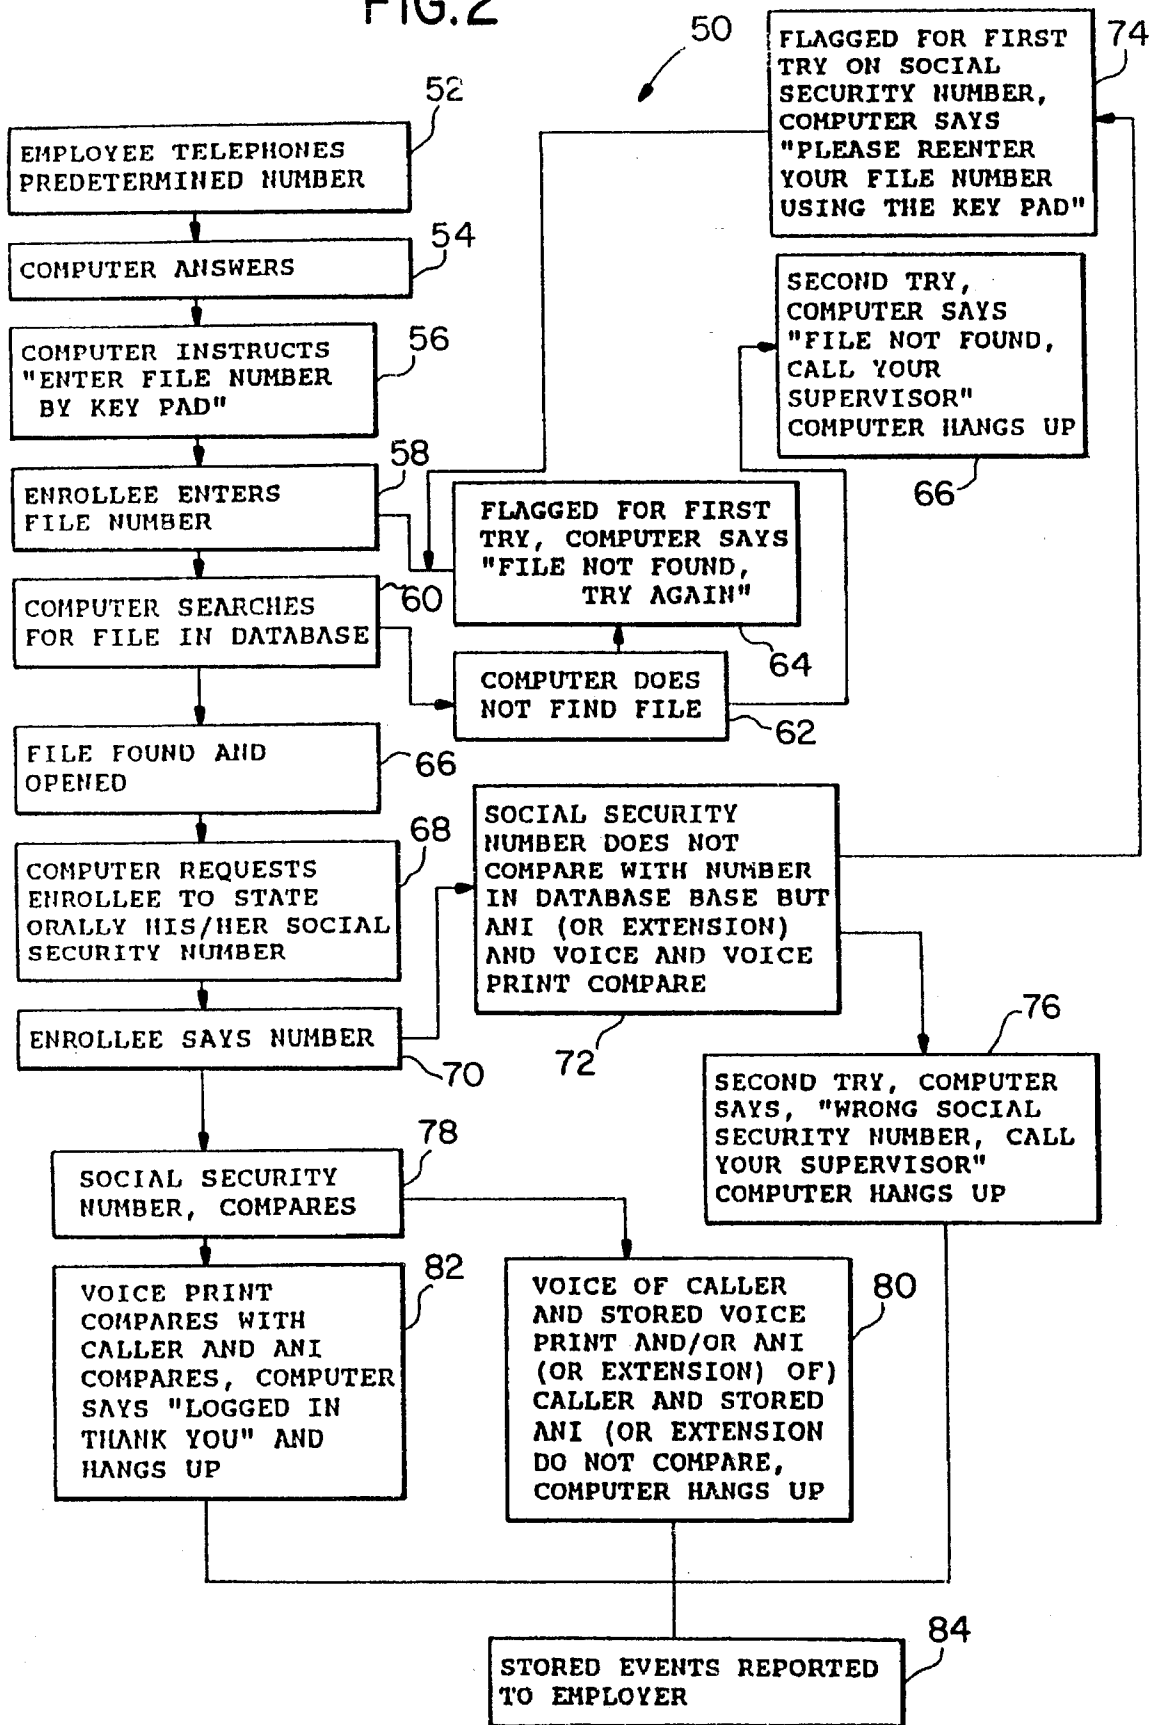 FIG.2
50
52
EMPLOYEE TELEPHONES
PREDETERMINED NUMBER
54
COMPUTER ANSWERS
56
COMPUTER INSTRUCTS
"ENTER FILE NUMBER
BY KEY PAD"
58
ENROLLEE ENTERS
FILE NUMBER
60
COMPUTER SEARCHES
FOR FILE IN DATABASE
62
COMPUTER DOES
NOT FIND FILE
64
FLAGGED FOR FIRST
TRY, COMPUTER SAYS
"FILE NOT FOUND,
TRY AGAIN"
66
SECOND TRY,
COMPUTER SAYS
"FILE NOT FOUND,
CALL YOUR
SUPERVISOR"
COMPUTER HANGS UP
66
FILE FOUND AND
OPENED
68
COMPUTER REQUESTS
ENROLLEE TO STATE
ORALLY HIS/HER SOCIAL
SECURITY NUMBER
70
ENROLLEE SAYS NUMBER
72
SOCIAL SECURITY
NUMBER DOES NOT
COMPARE WITH NUMBER
IN DATABASE BASE BUT
ANI (OR EXTENSION)
AND VOICE AND VOICE
PRINT COMPARE
74
FLAGGED FOR FIRST
TRY ON SOCIAL
SECURITY NUMBER,
COMPUTER SAYS
"PLEASE REENTER
YOUR FILE NUMBER
USING THE KEY PAD"
76
SECOND TRY, COMPUTER
SAYS, "WRONG SOCIAL
SECURITY NUMBER, CALL
YOUR SUPERVISOR"
COMPUTER HANGS UP
78
SOCIAL SECURITY
NUMBER, COMPARES
80
VOICE OF CALLER
AND STORED VOICE
PRINT AND/OR ANI
(OR EXTENSION) OF)
CALLER AND STORED
ANI (OR EXTENSION
DO NOT COMPARE,
COMPUTER HANGS UP
82
VOICE PRINT
COMPARES WITH
CALLER AND ANI
COMPARES, COMPUTER
SAYS "LOGGED IN
THANK YOU" AND
HANGS UP
84
STORED EVENTS REPORTED
TO EMPLOYER